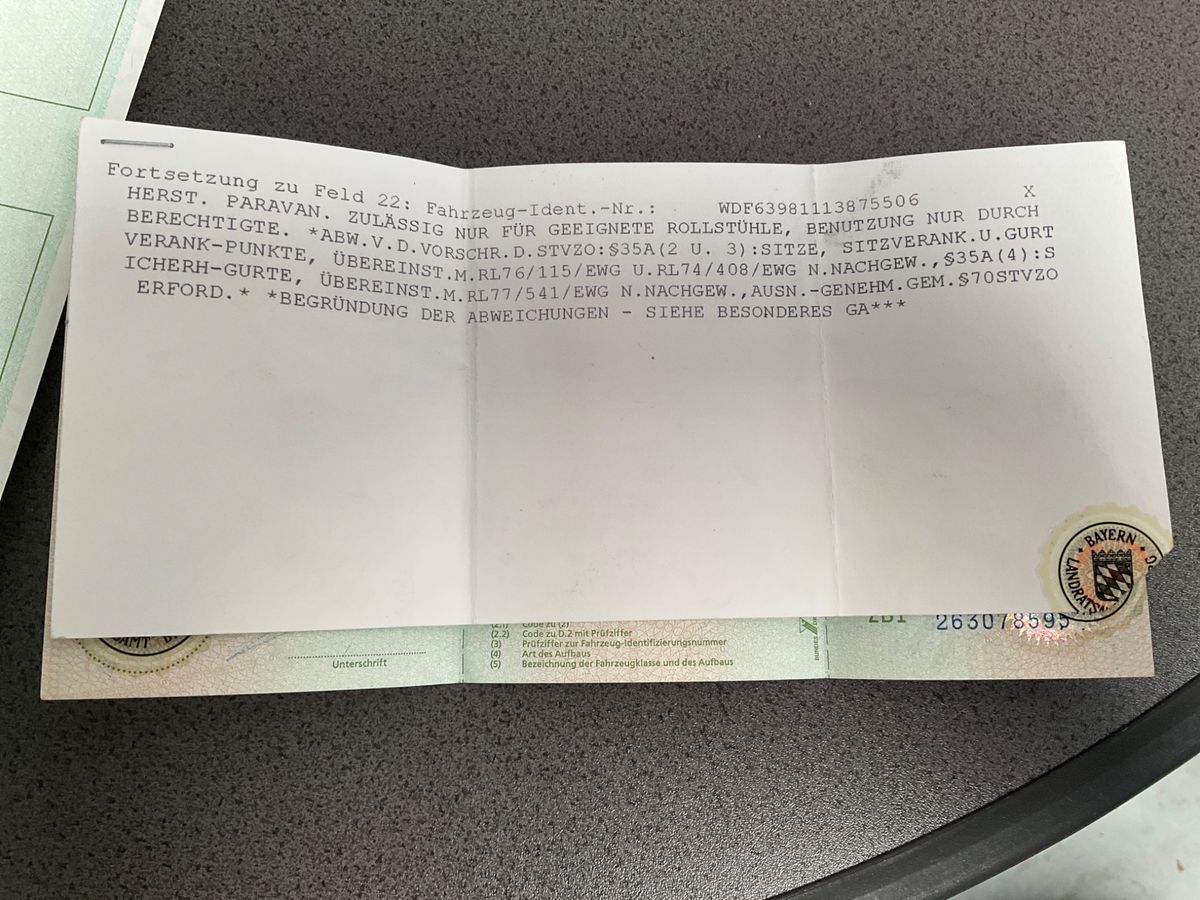 Fortsetzung zu Feld 22: Fahrzeug-Ident.-Nr.: WDF63981113875506 X
HERST. PARAVAN. ZULÄSSIG NUR FÜR GEEIGNETE ROLLSTÜHLE, BENUTZUNG NUR DURCH
BERECHTIGTE. *ABW.V.D.VORSCHR.D.STVZO:§35A(2 U. 3):SITZE, SITZVERANK.U.GURT
VERANK-PUNKTE, ÜBEREINST.M.RL76/115/EWG U.RL74/408/EWG N.NACHGEW.,§35A(4):S
ICHERH-GURTE, ÜBEREINST.M.RL77/541/EWG N.NACHGEW.,AUSN.-GENEHM.GEM.§70STVZO
ERFORD.* *BEGRÜNDUNG DER ABWEICHUNGEN - SIEHE BESONDERES GA***
BAYERN
Unterschrift
(2.1) Code zu (2)
(2.2) Code zu D.2 mit Prüfziffer
(3) Prüfziffer zur Fahrzeug-Identifizierungsnummer
(4) Art des Aufbaus
(5) Bezeichnung der Fahrzeugklasse und des Aufbaus
263078595